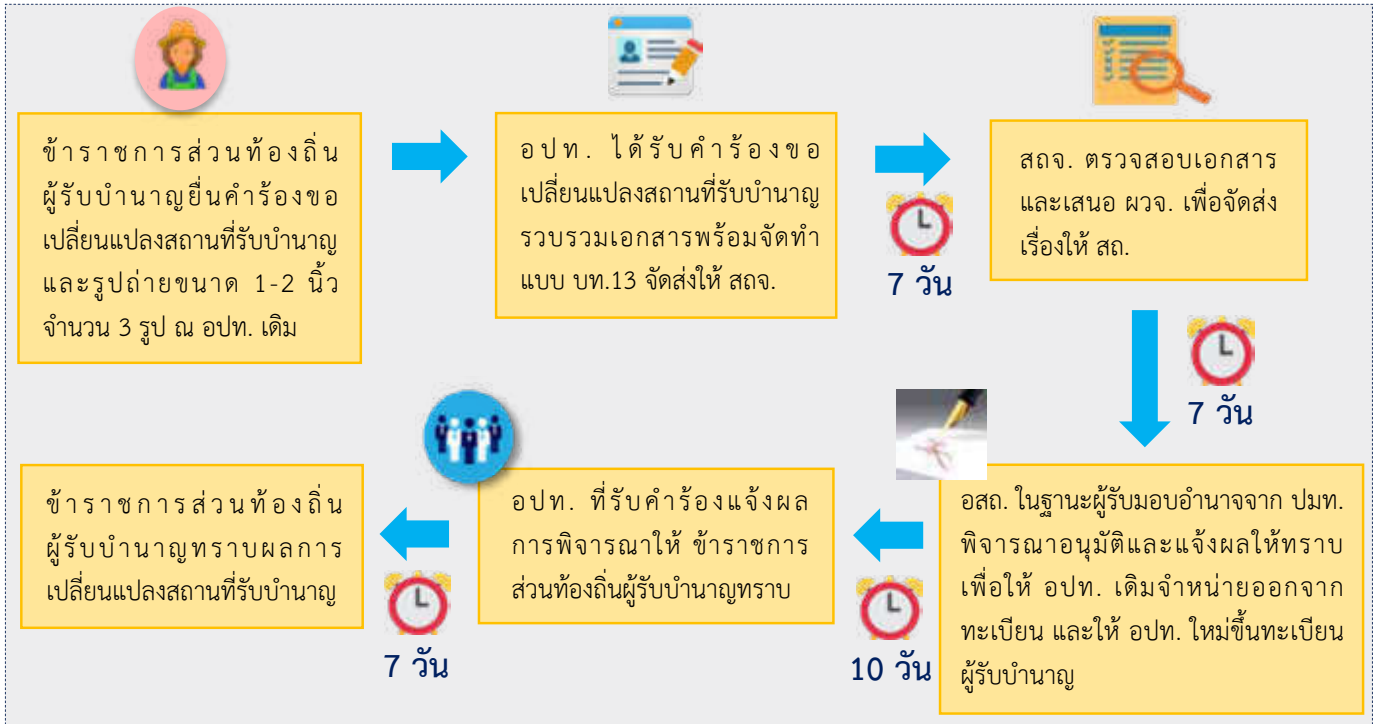 ข้าราชการส่วนท้องถิ่น
ผู้รับบำนาญยื่นคำร้องขอ
เปลี่ยนแปลงสถานที่รับบำนาญ
และรูปถ่ายขนาด 1-2 นิ้ว
จำนวน 3 รูป ณ อปท. เดิม
อปท. ได้รับคำร้องขอ
เปลี่ยนแปลงสถานที่รับบำนาญ
รวบรวมเอกสารพร้อมจัดทำ
แบบ บท.13 จัดส่งให้ สถจ.
7 วัน
สถจ. ตรวจสอบเอกสาร
และเสนอ ผวจ. เพื่อจัดส่ง
เรื่องให้ สถ.
7 วัน
อสถ. ในฐานะผู้รับมอบอำนาจจาก ปมท.
พิจารณาอนุมัติและแจ้งผลให้ทราบ
เพื่อให้ อปท. เดิมจำหน่ายออกจาก
ทะเบียน และให้ อปท. ใหม่ขึ้นทะเบียน
ผู้รับบำนาญ
10 วัน
อปท. ที่รับคำร้องแจ้งผล
การพิจารณาให้ ข้าราชการ
ส่วนท้องถิ่นผู้รับบำนาญทราบ
7 วัน
ข้าราชการส่วนท้องถิ่น
ผู้รับบำนาญทราบผลการ
เปลี่ยนแปลงสถานที่รับบำนาญ